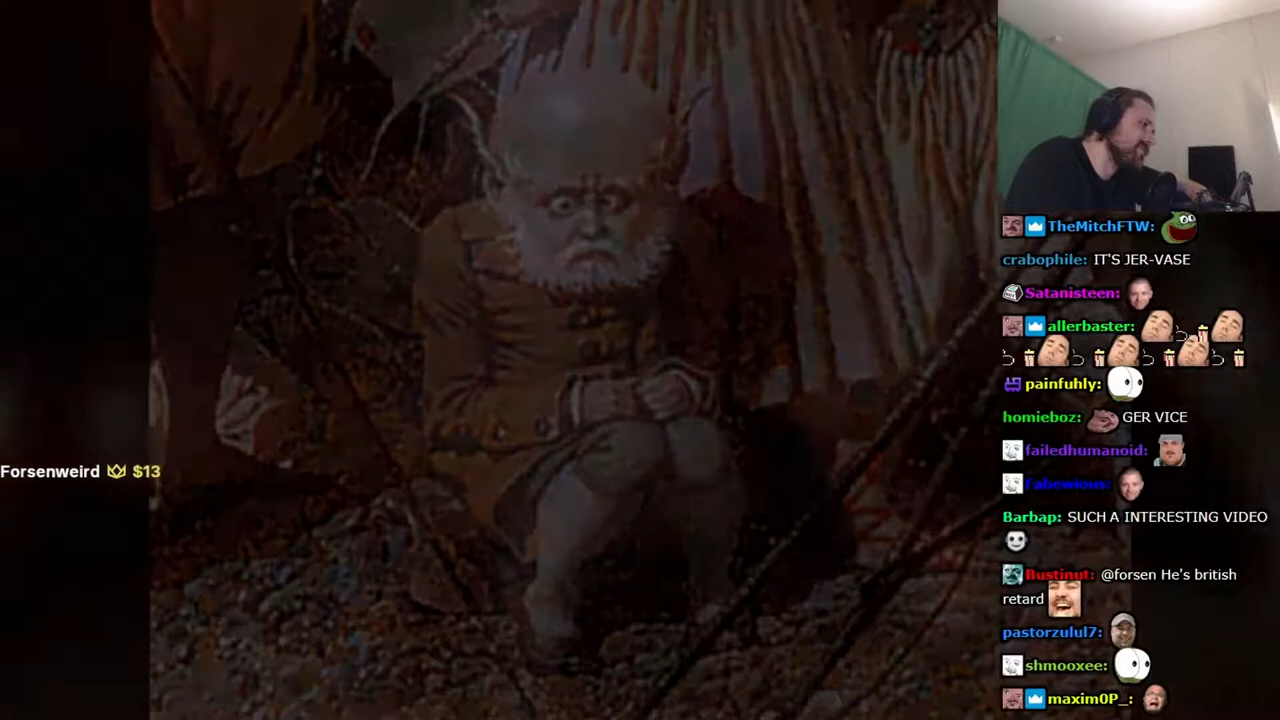 Forsenweird $13
TheMitchFTW:
crabophile: IT'S JER-VASE
Satanisteen:
allerbaster:
painfuhly:
homieboz: GER VICE
failedhumanoid:
Fahewious:
Barbap: SUCH A INTERESTING VIDEO
Bustinut: @forsen He's british
retard
pastorzulul7:
shmooxee:
maxim0P_: